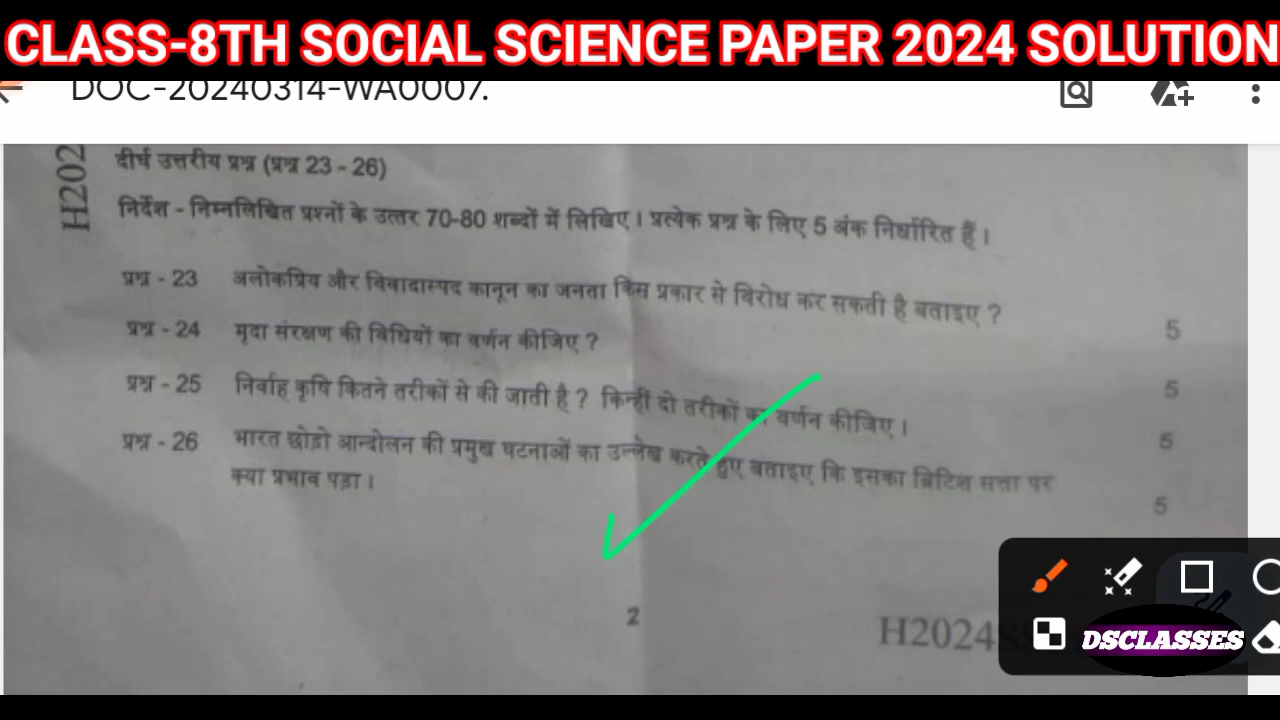 CLASS-8TH SOCIAL SCIENCE PAPER 2024 SOLUTION
DOC-20240314-WA0007.
H202
दीर्घ उत्तरीय प्रश्न (प्रश्न 23 - 26)
निर्देश - निम्नलिखित प्रश्नों के उत्तर 70-80 शब्दों में लिखिए । प्रत्येक प्रश्न के लिए 5 अंक निर्धारित हैं ।
प्रश्न - 23 अलोकप्रिय और विवादास्पद कानून का जनता किस प्रकार से विरोध कर सकती है बताइए ? 5
प्रश्न - 24 मृदा संरक्षण की विधियों का वर्णन कीजिए ? 5
प्रश्न - 25 निर्वाह कृषि कितने तरीकों से की जाती है ? किन्हीं दो तरीकों का वर्णन कीजिए । 5
प्रश्न - 26 भारत छोडो आन्दोलन की प्रमुख घटनाओं का उल्लेख करते हुए बताइए कि इसका ब्रिटिश सत्ता पर
क्या प्रभाव पड़ा । 5
2
H2024
DSCLASSES